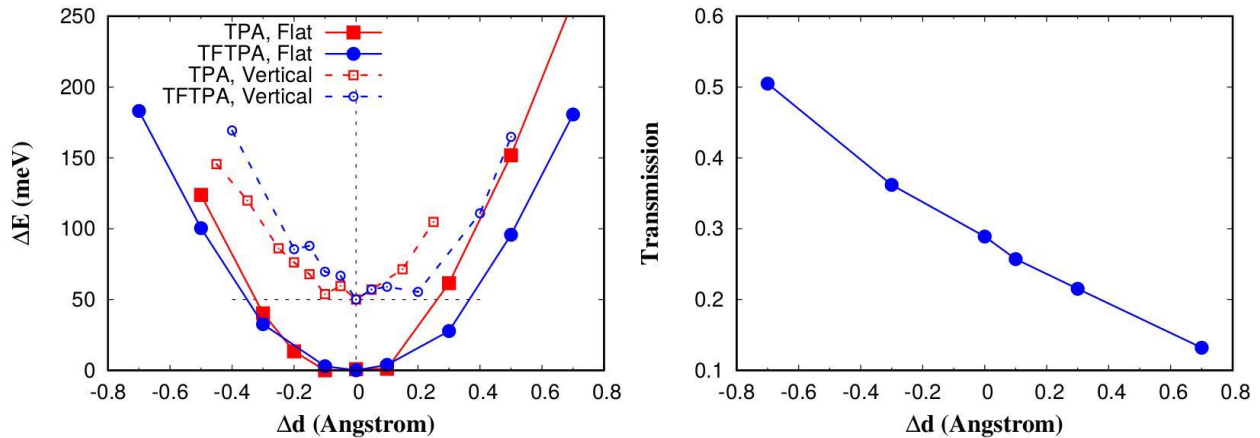 250
200
150
100
50
0
ΔE (meV)
TPA, Flat
TFTPA, Flat
TPA, Vertical
TFTPA, Vertical
-0.8 -0.6 -0.4 -0.2 0 0.2 0.4 0.6 0.8
Δd (Angstrom)
0.6
0.5
0.4
0.3
0.2
0.1
Transmission
-0.8 -0.6 -0.4 -0.2 0 0.2 0.4 0.6 0.8
Δd (Angstrom)